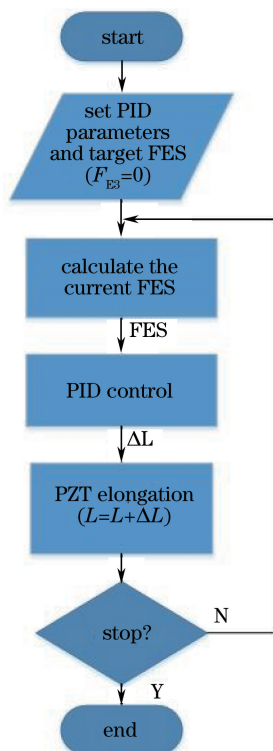 start
set PID
parameters
and target FES
(F_E3=0)
calculate the
current FES
FES
PID control
ΔL
PZT elongation
(L=L+ΔL)
stop?
N
Y
end